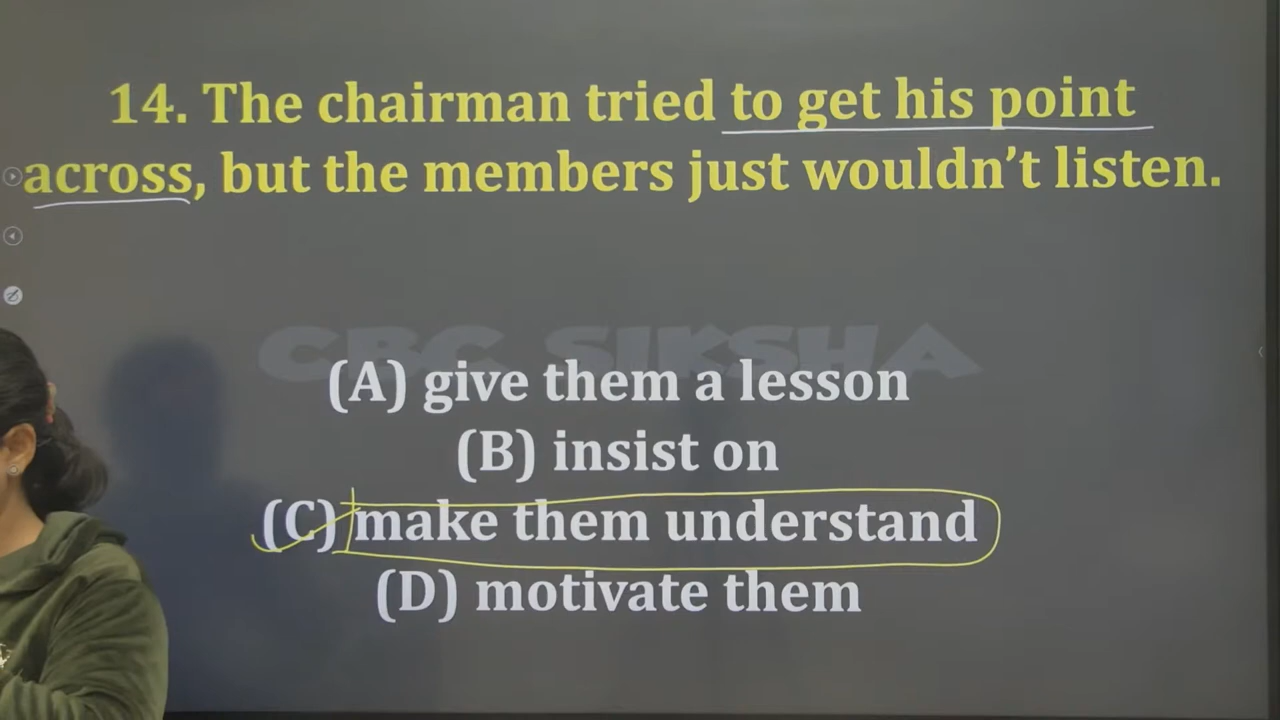 14. The chairman tried to get his point
across, but the members just wouldn't listen.
CBC SIKSHA
(A) give them a lesson
(B) insist on
(C) make them understand
(D) motivate them